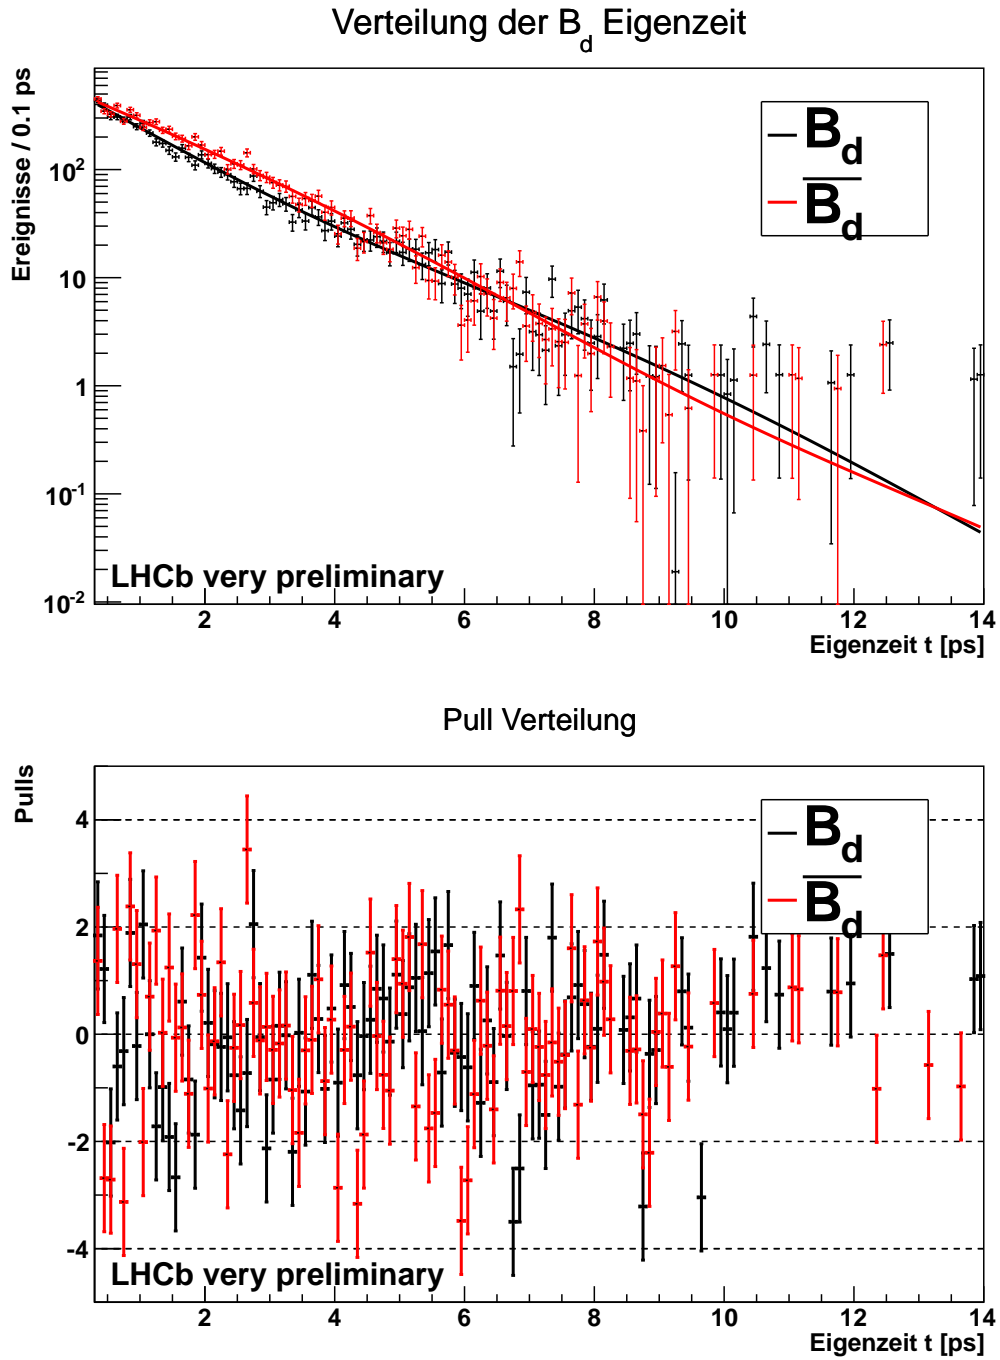 Verteilung der B_d Eigenzeit
Ereignisse / 0.1 ps
10^2
10
1
10^-1
10^-2
B_d
B̅_d̅
LHCb very preliminary
2 4 6 8 10 12 14
Eigenzeit t [ps]
Pull Verteilung
Pulls
4
2
0
-2
-4
B_d
B̅_d̅
LHCb very preliminary
2 4 6 8 10 12 14
Eigenzeit t [ps]